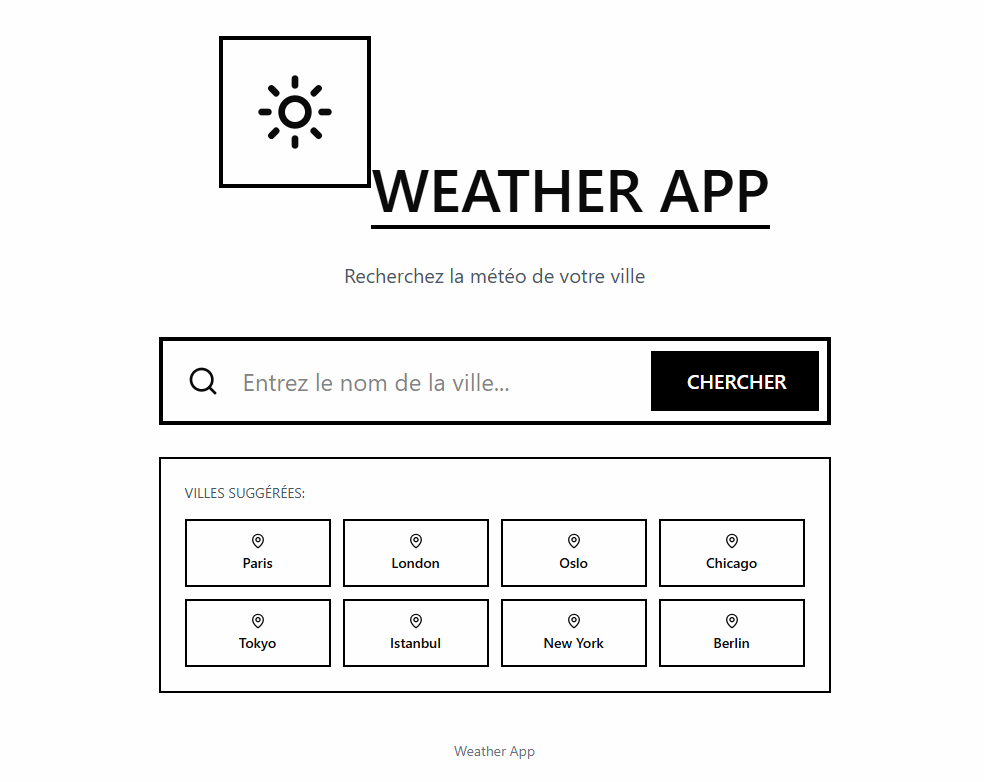 WEATHER APP
Recherchez la météo de votre ville
Entrez le nom de la ville...
CHERCHER
VILLES SUGGÉRÉES:
Paris
London
Oslo
Chicago
Tokyo
Istanbul
New York
Berlin
Weather App